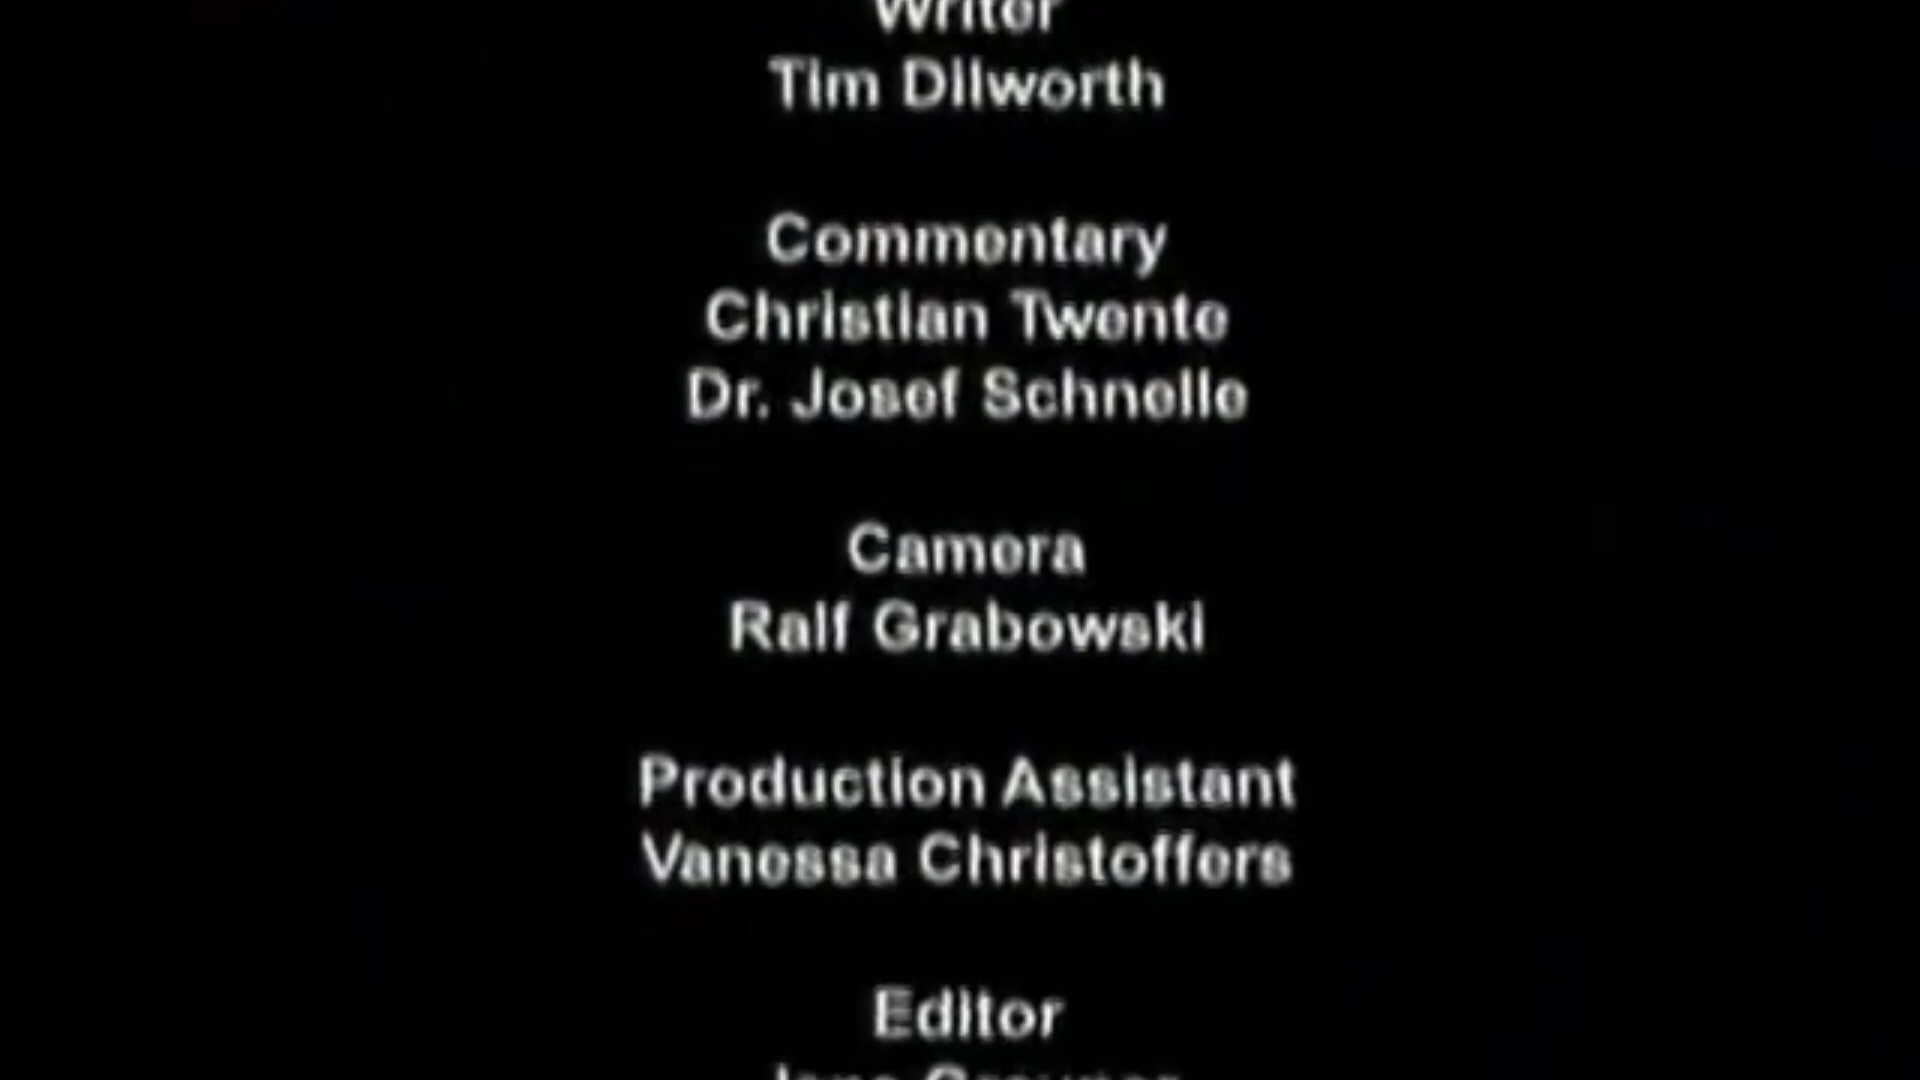 Writer
Tim Dilworth
Commentary
Christian Twente
Dr. Josef Schnelle
Camera
Ralf Grabowski
Production Assistant
Vanessa Christoffers
Editor